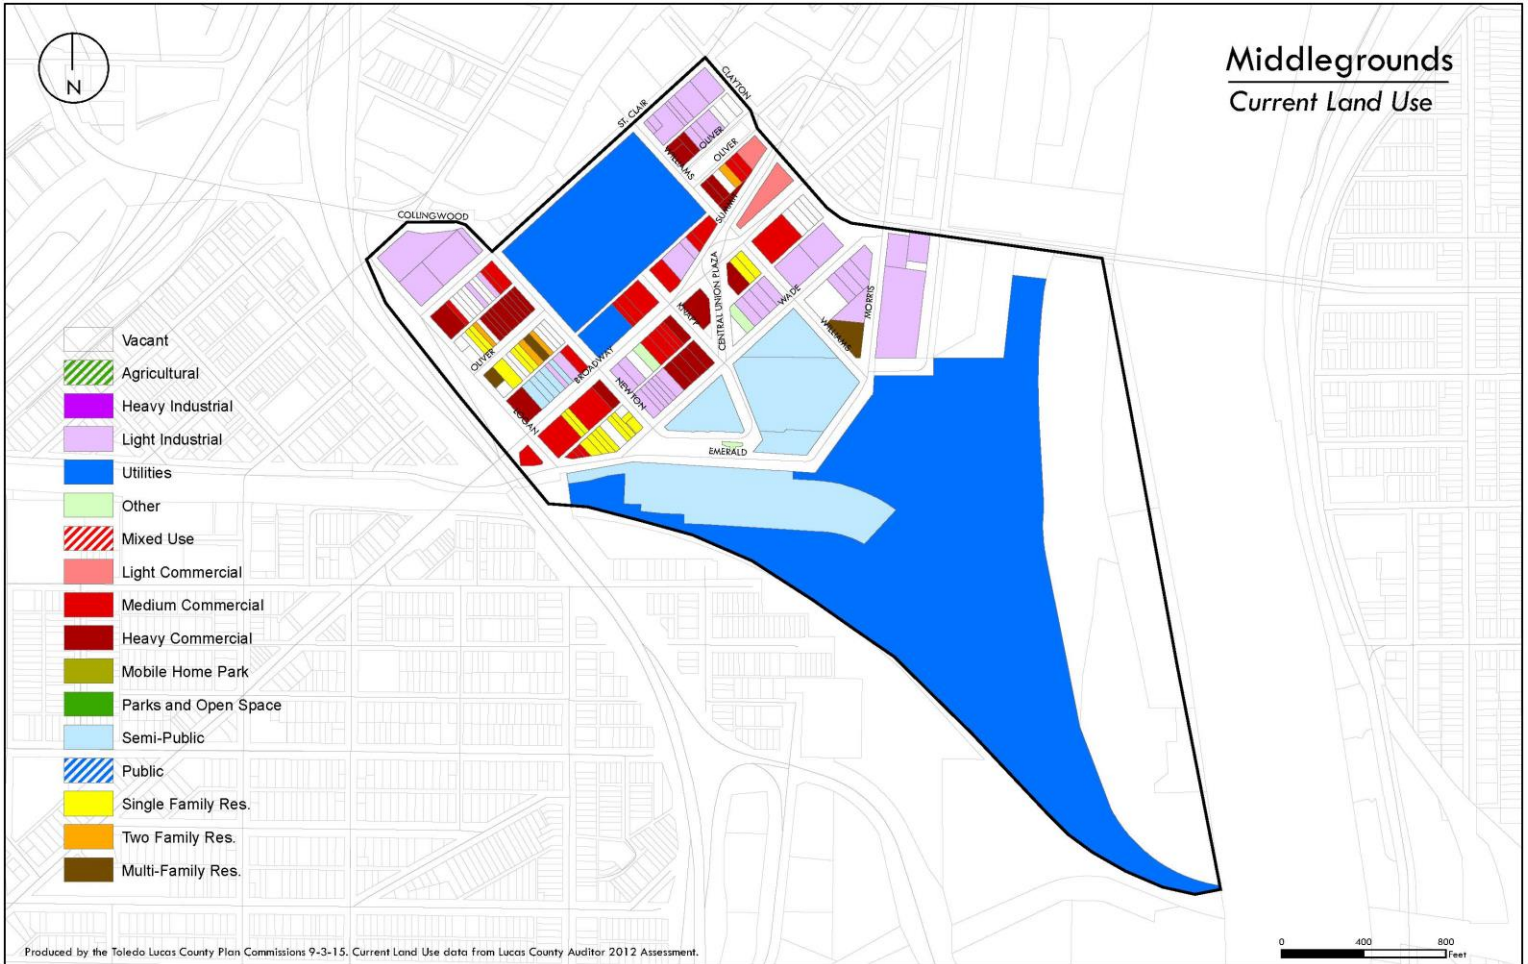 Middlegrounds
Current Land Use
N
CLAYTON
ST. CLAIR
OLIVER
OLIVER
WILLIAMS
SUMMIT
COLLINGWOOD
CENTRAL UNION PLAZA
WADE
MORRIS
KNAPP
WILLIAMS
OLIVER
BROADWAY
NEWTON
LOGAN
EMERALD
Vacant
Agricultural
Heavy Industrial
Light Industrial
Utilities
Other
Mixed Use
Light Commercial
Medium Commercial
Heavy Commercial
Mobile Home Park
Parks and Open Space
Semi-Public
Public
Single Family Res.
Two Family Res.
Multi-Family Res.
Produced by the Toledo Lucas County Plan Commissions 9-3-15. Current Land Use data from Lucas County Auditor 2012 Assessment.
0 400 800
Feet